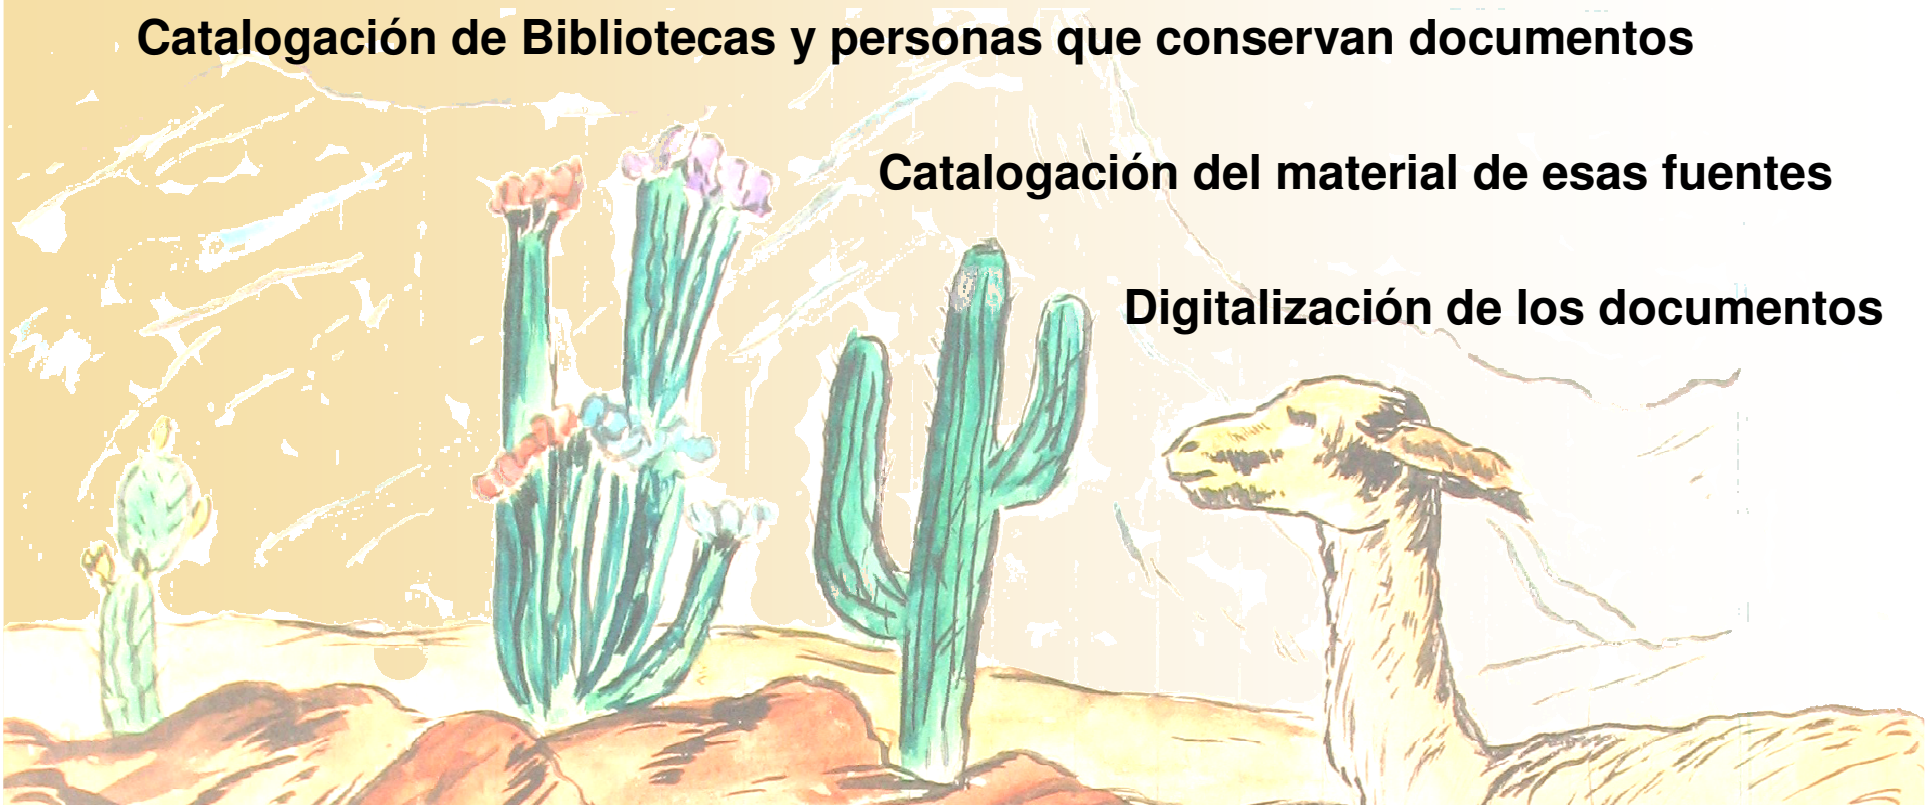 Catalogación de Bibliotecas y personas que conservan documentos
Catalogación del material de esas fuentes
Digitalización de los documentos